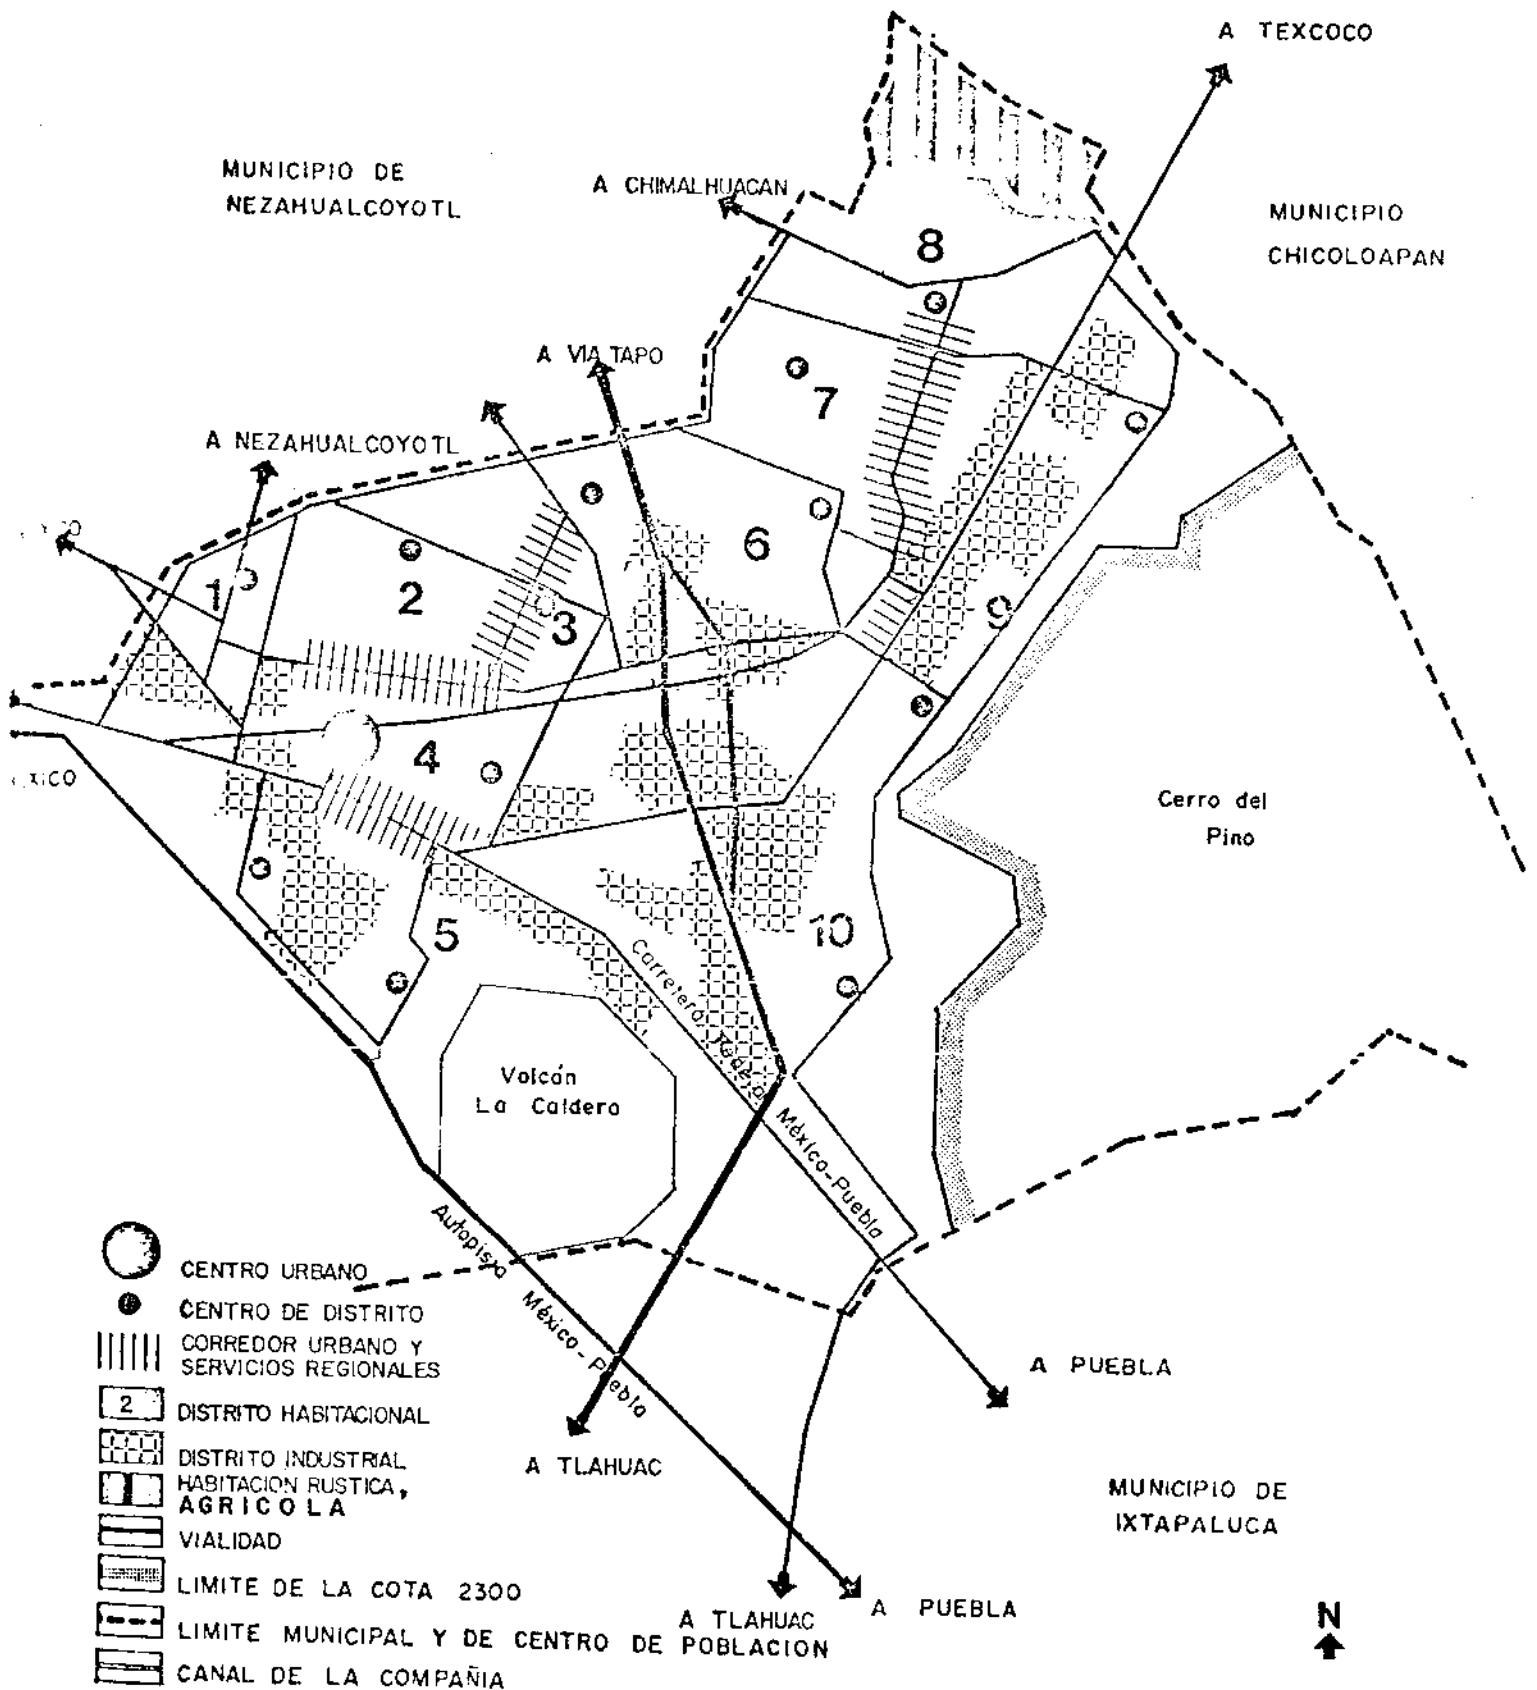 A TEXCOCO
MUNICIPIO DE
NEZAHUALCOYOTL
A CHIMALHUACAN
MUNICIPIO
CHICOLOAPAN
8
A VIA TAPO
7
A NEZAHUALCOYOTL
6
1
2
3
9
4
Cerro del
Pino
5
10
Carretera
México-Puebla
Volcán
La Caldera
Autopista
México-Puebla
CENTRO URBANO
CENTRO DE DISTRITO
CORREDOR URBANO Y
SERVICIOS REGIONALES
2 DISTRITO HABITACIONAL
DISTRITO INDUSTRIAL
HABITACION RUSTICA,
AGRICOLA
VIALIDAD
LIMITE DE LA COTA 2300
LIMITE MUNICIPAL Y DE CENTRO DE POBLACION
CANAL DE LA COMPAÑIA
A PUEBLA
A TLAHUAC
MUNICIPIO DE
IXTAPALUCA
A TLAHUAC
A PUEBLA
N